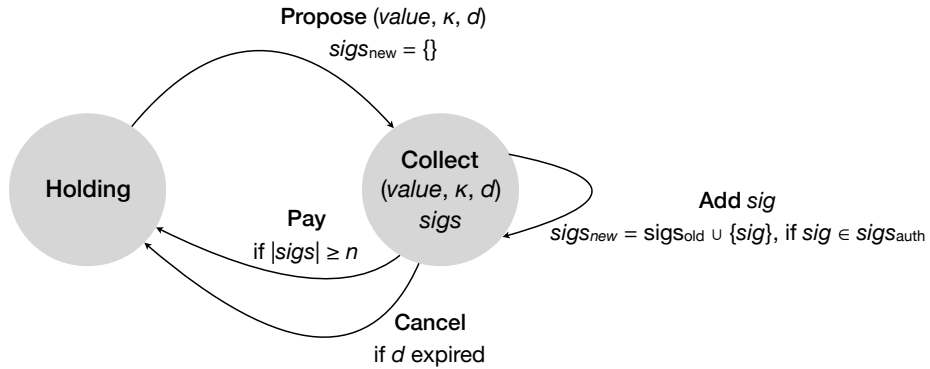 Propose (value, κ, d)
sigsnew = {}
Holding
Collect
(value, κ, d)
sigs
Add sig
sigsnew = sigsold ∪ {sig}, if sig ∈ sigsauth
Pay
if |sigs| ≥ n
Cancel
if d expired